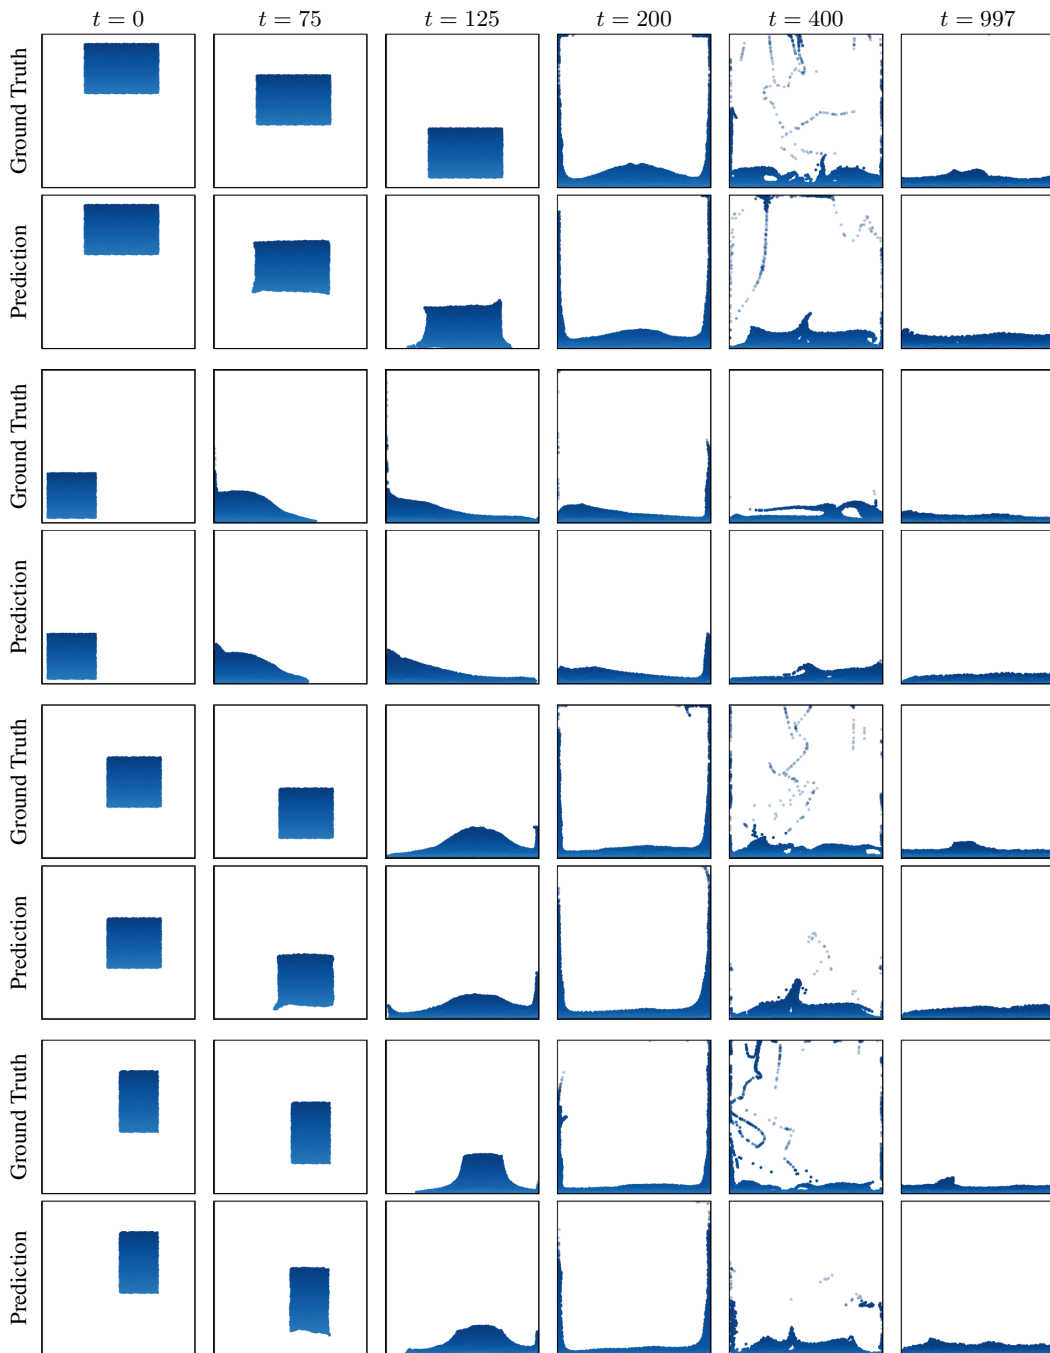 t = 0 t = 75 t = 125 t = 200 t = 400 t = 997
Ground Truth
Prediction
Ground Truth
Prediction
Ground Truth
Prediction
Ground Truth
Prediction